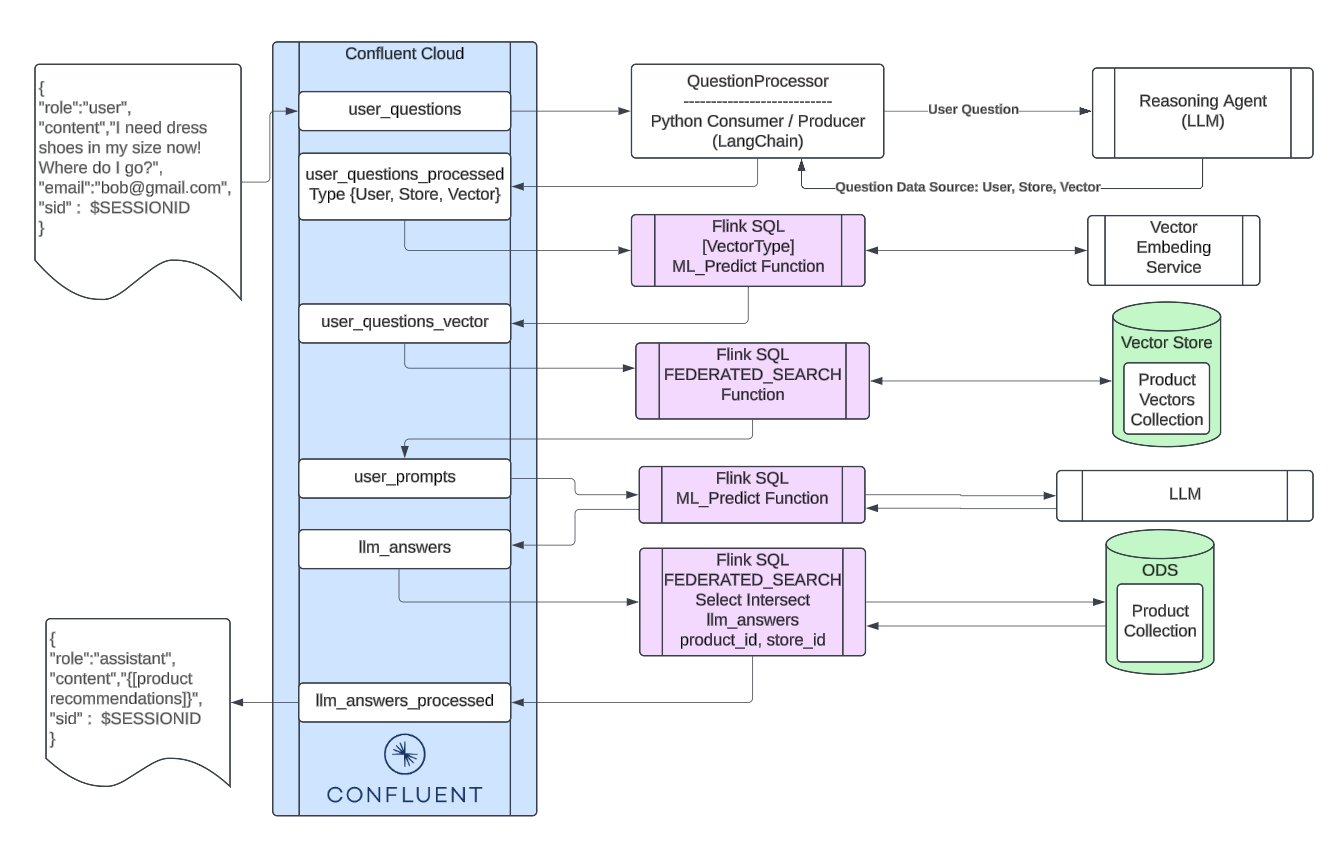 Confluent Cloud
{
"role":"user",
"content","I need dress
shoes in my size now!
Where do I go?",
"email":"bob@gmail.com",
"sid" :  $SESSIONID
}
user_questions
QuestionProcessor
---------------------------
Python Consumer / Producer
(LangChain)
User Question
Reasoning Agent
(LLM)
user_questions_processed
Type {User, Store, Vector}
Question Data Source: User, Store, Vector
Flink SQL
[VectorType]
ML_Predict Function
Vector
Embeding
Service
user_questions_vector
Flink SQL
FEDERATED_SEARCH
Function
Vector Store
Product
Vectors
Collection
user_prompts
Flink SQL
ML_Predict Function
LLM
llm_answers
Flink SQL
FEDERATED_SEARCH
Select Intersect
llm_answers
product_id, store_id
ODS
Product
Collection
{
"role":"assistant",
"content","{[product
recommendations]}",
"sid" :  $SESSIONID
}
llm_answers_processed
CONFLUENT